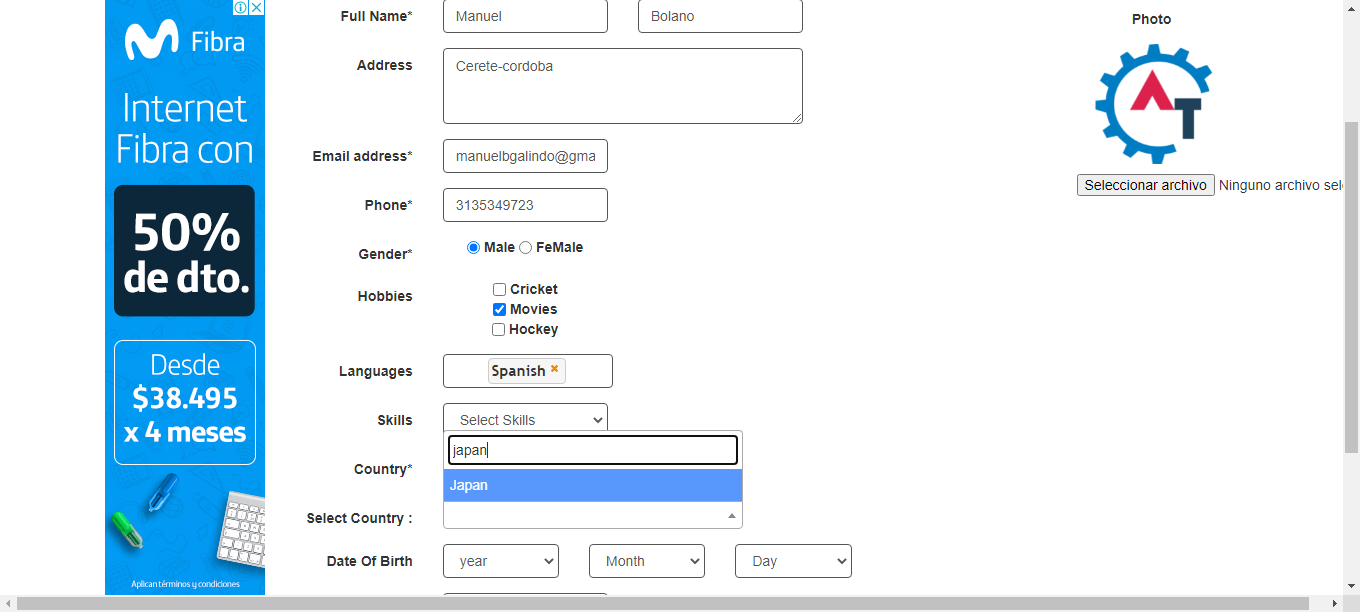 Fibra
Internet
Fibra con
50%
de dto.
Desde
$38.495
x 4 meses
Aplican términos y condiciones
Full Name* Manuel Bolano
Address Cerete-cordoba
Email address* manuelbgalindo@gma
Phone* 3135349723
Gender* Male FeMale
Hobbies Cricket
Movies
Hockey
Languages Spanish
Skills Select Skills
japan
Country*
Japan
Select Country :
Date Of Birth year Month Day
Photo
AT
Seleccionar archivo Ninguno archivo sel